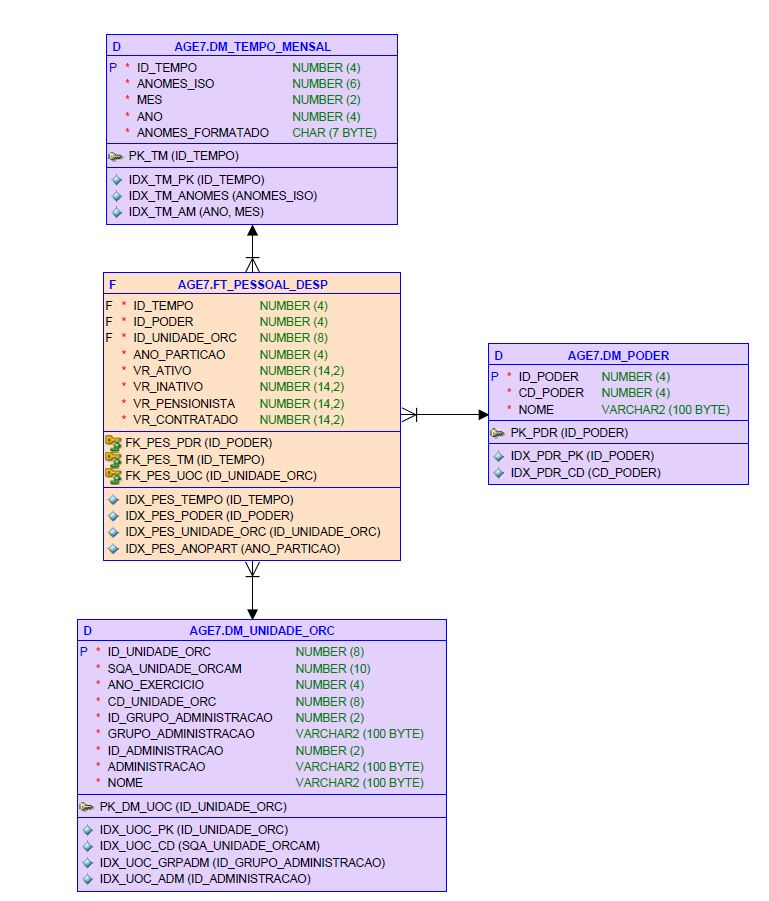 D AGE7.DM_TEMPO_MENSAL
P * ID_TEMPO NUMBER (4)
* ANOMES_ISO NUMBER (6)
* MES NUMBER (2)
* ANO NUMBER (4)
* ANOMES_FORMATADO CHAR (7 BYTE)
PK_TM (ID_TEMPO)
IDX_TM_PK (ID_TEMPO)
IDX_TM_ANOMES (ANOMES_ISO)
IDX_TM_AM (ANO, MES)
F AGE7.FT_PESSOAL_DESP
F * ID_TEMPO NUMBER (4)
F * ID_PODER NUMBER (4)
F * ID_UNIDADE_ORC NUMBER (8)
* ANO_PARTICAO NUMBER (4)
* VR_ATIVO NUMBER (14,2)
* VR_INATIVO NUMBER (14,2)
* VR_PENSIONISTA NUMBER (14,2)
* VR_CONTRATADO NUMBER (14,2)
FK_PES_PDR (ID_PODER)
FK_PES_TM (ID_TEMPO)
FK_PES_UOC (ID_UNIDADE_ORC)
IDX_PES_TEMPO (ID_TEMPO)
IDX_PES_PODER (ID_PODER)
IDX_PES_UNIDADE_ORC (ID_UNIDADE_ORC)
IDX_PES_ANOPART (ANO_PARTICAO)
D AGE7.DM_PODER
P * ID_PODER NUMBER (4)
* CD_PODER NUMBER (4)
* NOME VARCHAR2 (100 BYTE)
PK_PDR (ID_PODER)
IDX_PDR_PK (ID_PODER)
IDX_PDR_CD (CD_PODER)
D AGE7.DM_UNIDADE_ORC
P * ID_UNIDADE_ORC NUMBER (8)
* SQA_UNIDADE_ORCAM NUMBER (10)
* ANO_EXERCICIO NUMBER (4)
* CD_UNIDADE_ORC NUMBER (8)
* ID_GRUPO_ADMINISTRACAO NUMBER (2)
* GRUPO_ADMINISTRACAO VARCHAR2 (100 BYTE)
* ID_ADMINISTRACAO NUMBER (2)
* ADMINISTRACAO VARCHAR2 (100 BYTE)
* NOME VARCHAR2 (100 BYTE)
PK_DM_UOC (ID_UNIDADE_ORC)
IDX_UOC_PK (ID_UNIDADE_ORC)
IDX_UOC_CD (SQA_UNIDADE_ORCAM)
IDX_UOC_GRPADM (ID_GRUPO_ADMINISTRACAO)
IDX_UOC_ADM (ID_ADMINISTRACAO)